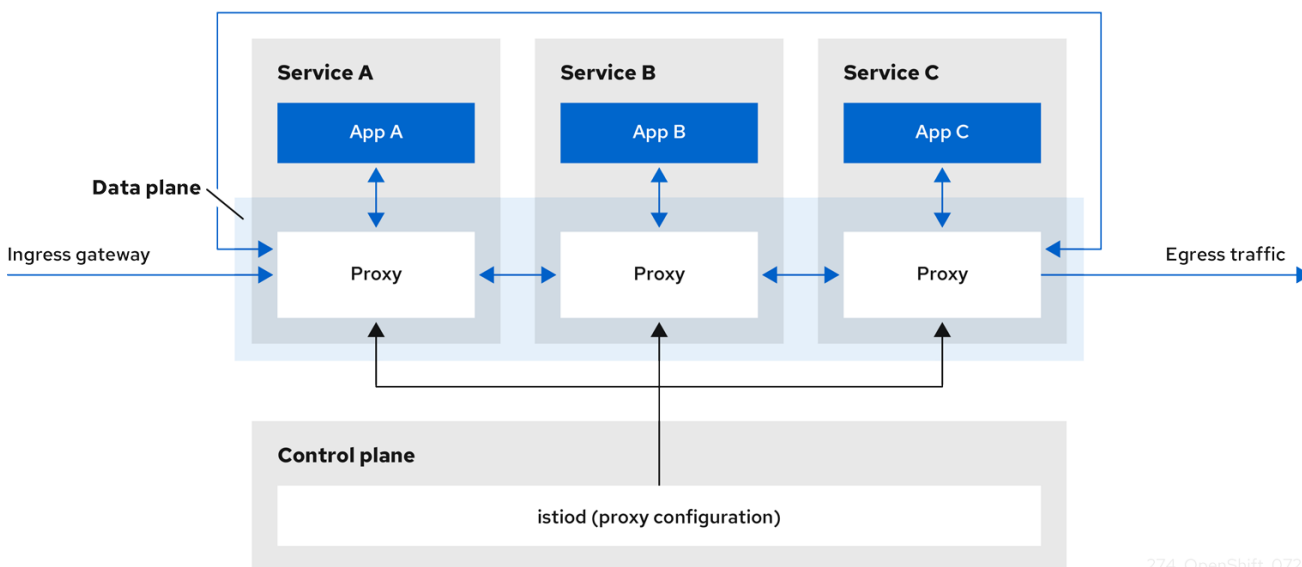 Service A
Service B
Service C
App A
App B
App C
Data plane
Ingress gateway
Egress traffic
Proxy
Proxy
Proxy
Control plane
istiod (proxy configuration)
274_OpenShift_072